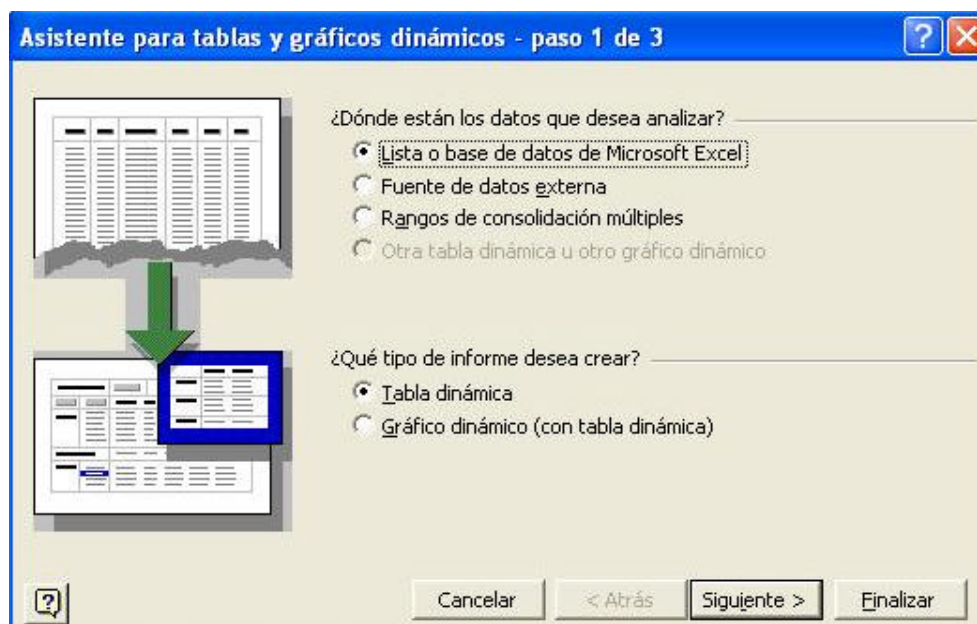 Asistente para tablas y gráficos dinámicos - paso 1 de 3
¿Dónde están los datos que desea analizar?
Lista o base de datos de Microsoft Excel
Fuente de datos externa
Rangos de consolidación múltiples
Otra tabla dinámica u otro gráfico dinámico
¿Qué tipo de informe desea crear?
Tabla dinámica
Gráfico dinámico (con tabla dinámica)
Cancelar < Atrás Siguiente > Finalizar